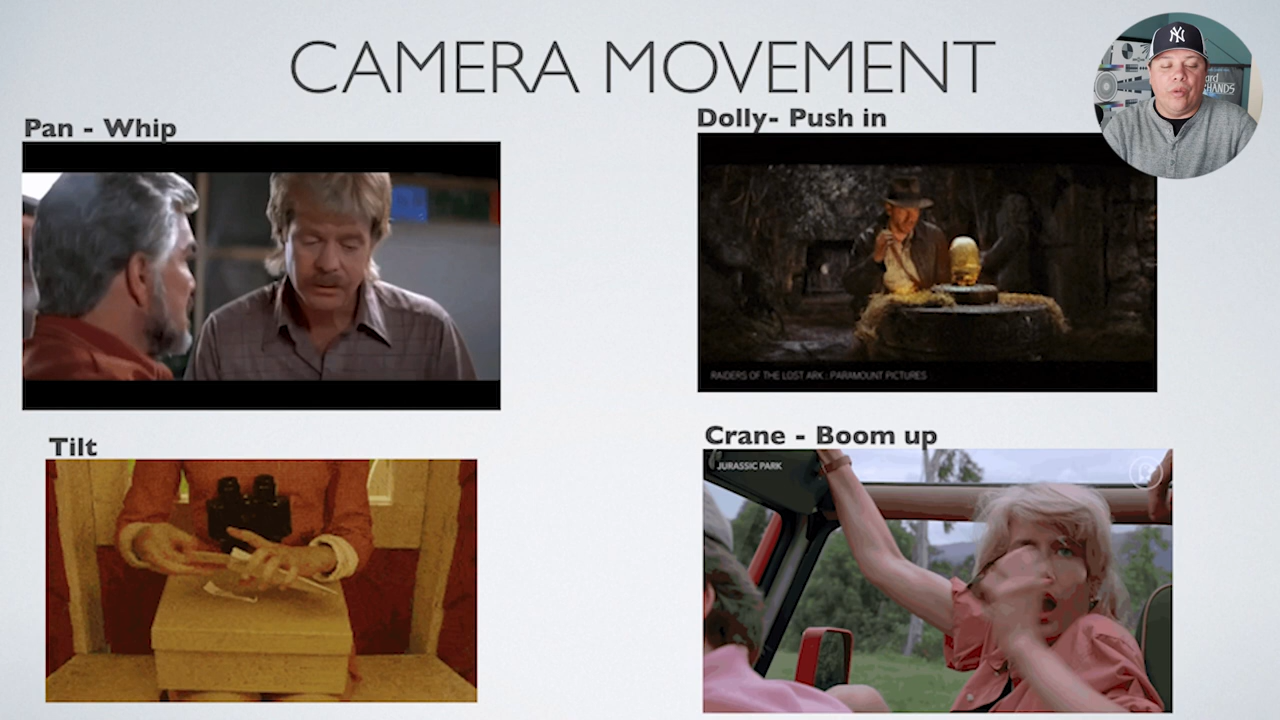 CAMERA MOVEMENT
Pan - Whip
Dolly- Push in
RAIDERS OF THE LOST ARK : PARAMOUNT PICTURES
Tilt
Crane - Boom up
JURASSIC PARK
NY
HANDS